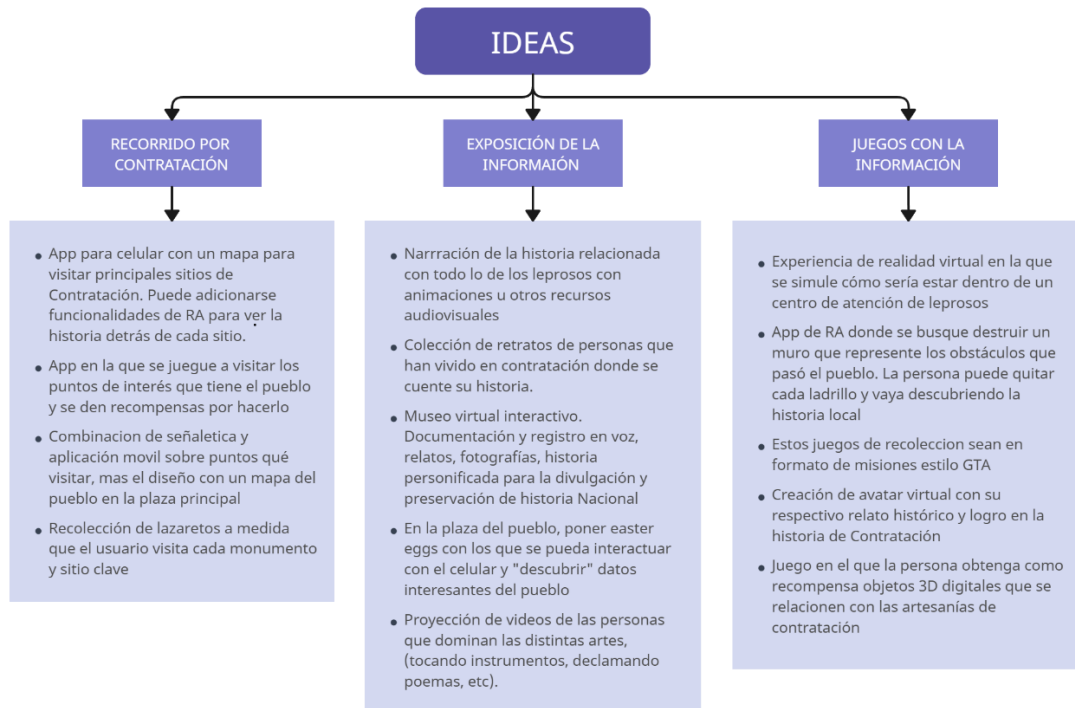 IDEAS
RECORRIDO POR
CONTRATACIÓN
• App para celular con un mapa para
visitar principales sitios de
Contratación. Puede adicionarse
funcionalidades de RA para ver la
historia detrás de cada sitio.
• App en la que se juegue a visitar los
puntos de interés que tiene el pueblo
y se den recompensas por hacerlo
• Combinacion de señaletica y
aplicación movil sobre puntos qué
visitar, mas el diseño con un mapa del
pueblo en la plaza principal
• Recolección de lazaretos a medida
que el usuario visita cada monumento
y sitio clave
EXPOSICIÓN DE LA
INFORMAIÓN
• Narrración de la historia relacionada
con todo lo de los leprosos con
animaciones u otros recursos
audiovisuales
• Colección de retratos de personas que
han vivido en contratación donde se
cuente su historia.
• Museo virtual interactivo.
Documentación y registro en voz,
relatos, fotografías, historia
personificada para la divulgación y
preservación de historia Nacional
• En la plaza del pueblo, poner easter
eggs con los que se pueda interactuar
con el celular y "descubrir" datos
interesantes del pueblo
• Proyección de videos de las personas
que dominan las distintas artes,
(tocando instrumentos, declamando
poemas, etc).
JUEGOS CON LA
INFORMACIÓN
• Experiencia de realidad virtual en la que
se simule cómo sería estar dentro de un
centro de atención de leprosos
• App de RA donde se busque destruir un
muro que represente los obstáculos que
pasó el pueblo. La persona puede quitar
cada ladrillo y vaya descubriendo la
historia local
• Estos juegos de recoleccion sean en
formato de misiones estilo GTA
• Creación de avatar virtual con su
respectivo relato histórico y logro en la
historia de Contratación
• Juego en el que la persona obtenga como
recompensa objetos 3D digitales que se
relacionen con las artesanías de
contratación